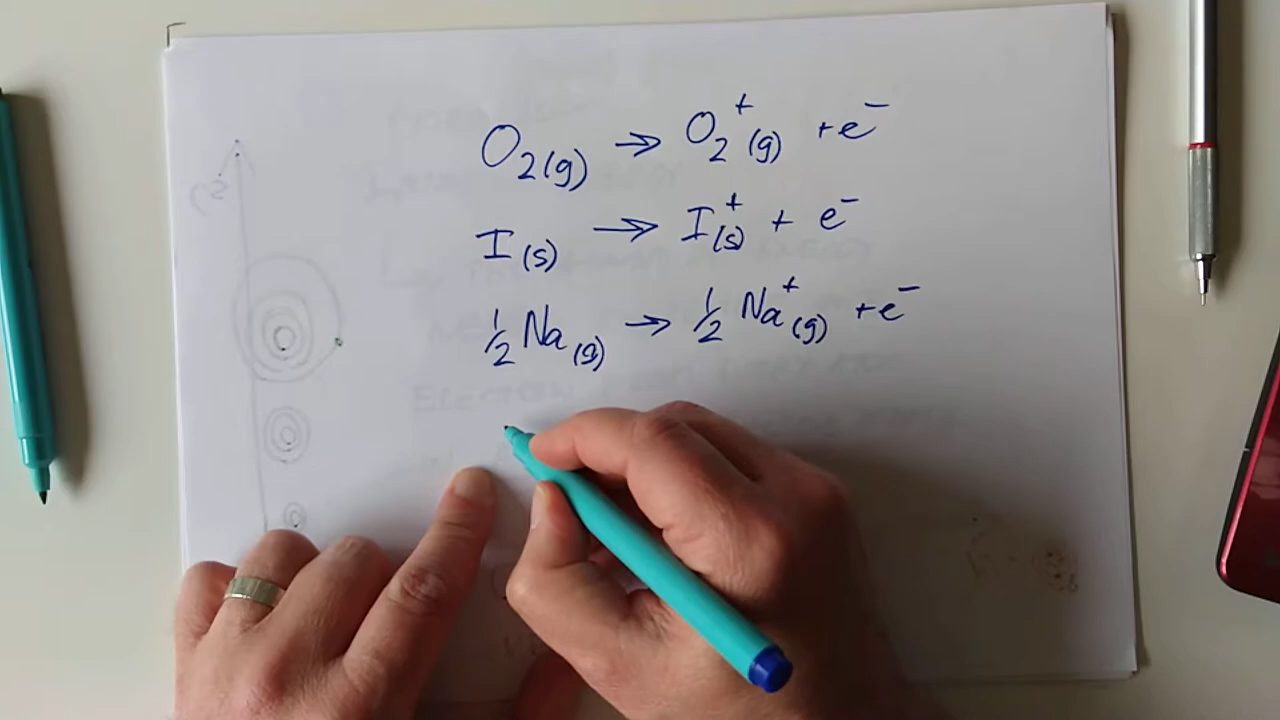 O₂(g) → O₂⁺(g) + e⁻
I(s) → I⁺(s) + e⁻
½ Na(g) → ½ Na⁺(g) + e⁻